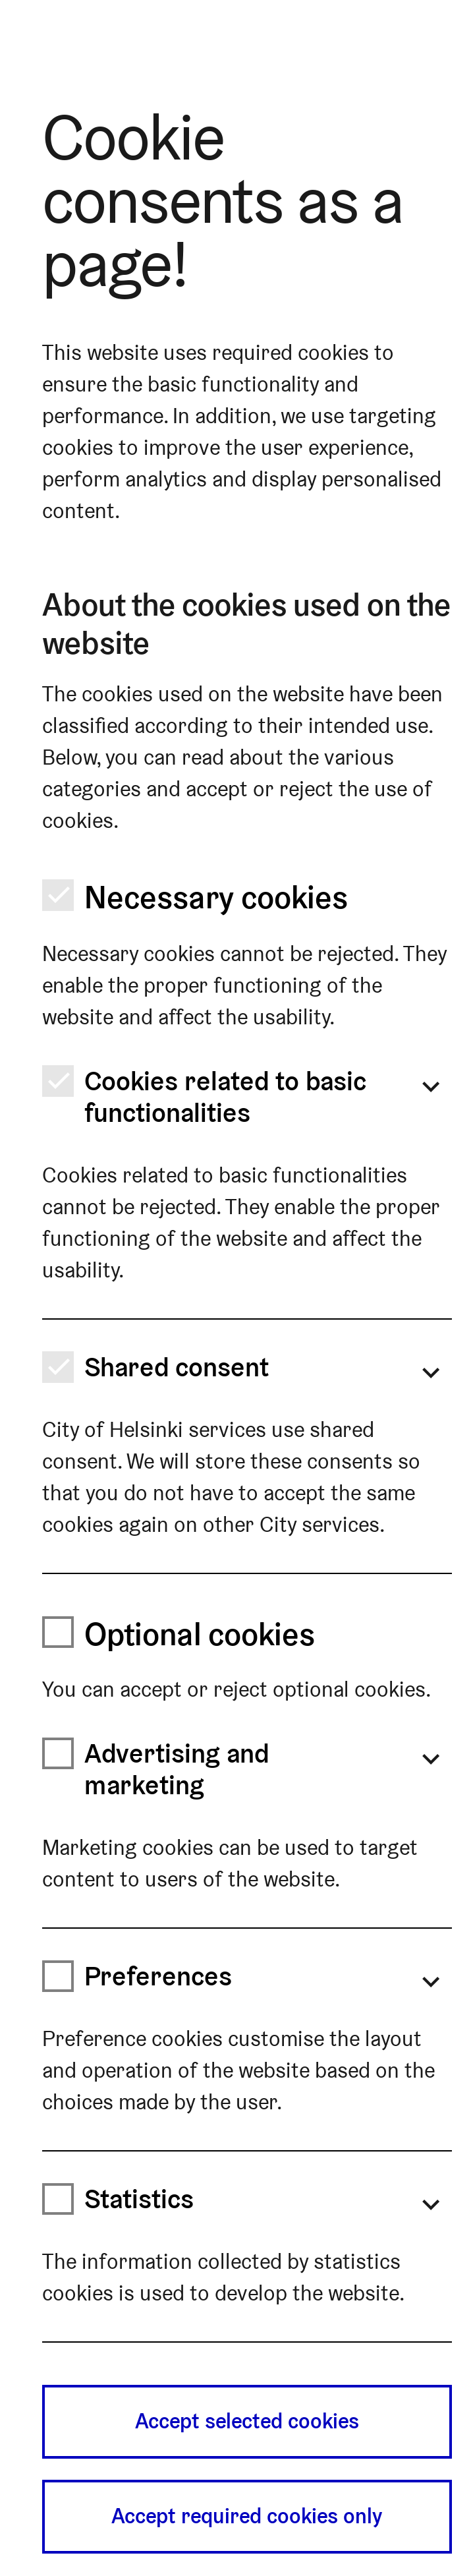 Cookie
consents as a
page!
This website uses required cookies to
ensure the basic functionality and
performance. In addition, we use targeting
cookies to improve the user experience,
perform analytics and display personalised
content.
About the cookies used on the
website
The cookies used on the website have been
classified according to their intended use.
Below, you can read about the various
categories and accept or reject the use of
cookies.
Necessary cookies
Necessary cookies cannot be rejected. They
enable the proper functioning of the
website and affect the usability.
Cookies related to basic
functionalities
Cookies related to basic functionalities
cannot be rejected. They enable the proper
functioning of the website and affect the
usability.
Shared consent
City of Helsinki services use shared
consent. We will store these consents so
that you do not have to accept the same
cookies again on other City services.
Optional cookies
You can accept or reject optional cookies.
Advertising and
marketing
Marketing cookies can be used to target
content to users of the website.
Preferences
Preference cookies customise the layout
and operation of the website based on the
choices made by the user.
Statistics
The information collected by statistics
cookies is used to develop the website.
Accept selected cookies
Accept required cookies only